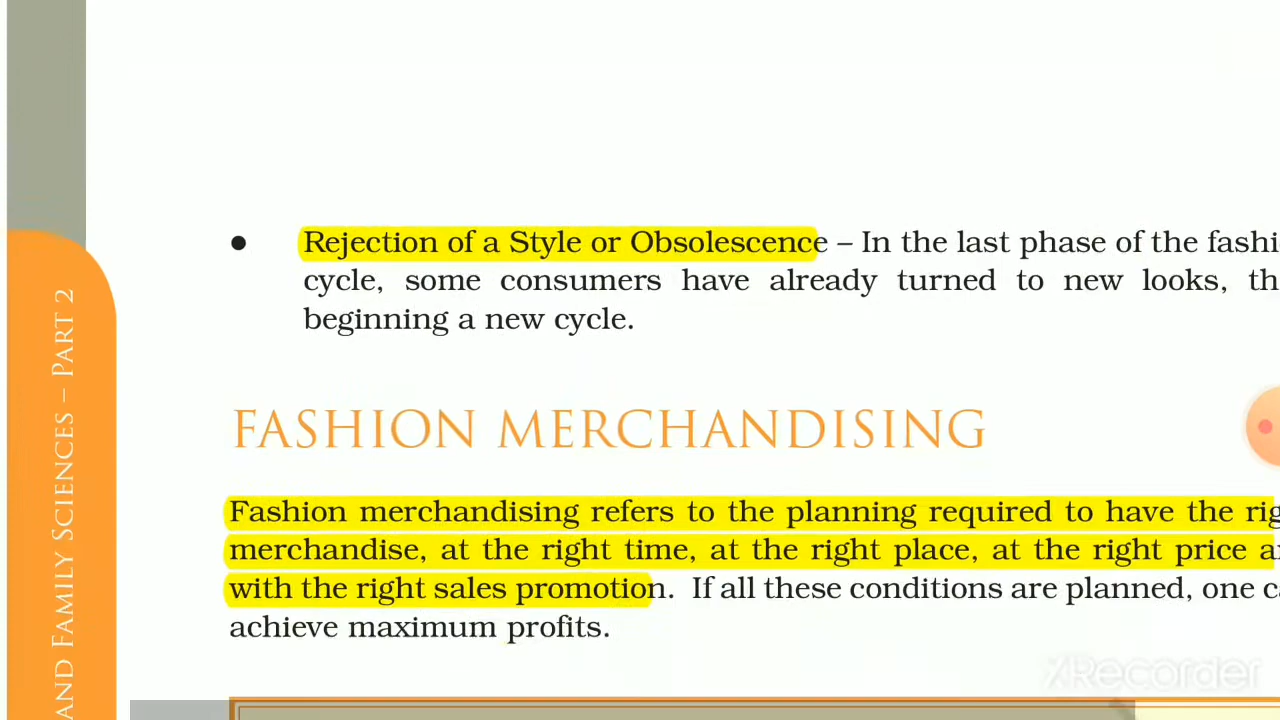 ● Rejection of a Style or Obsolescence – In the last phase of the
cycle, some consumers have already turned to new looks,
beginning a new cycle.
FASHION MERCHANDISING
Fashion merchandising refers to the planning required to have the
merchandise, at the right time, at the right place, at the right price
with the right sales promotion. If all these conditions are planned, one
achieve maximum profits.
AND FAMILY SCIENCES – PART 2
XRecorder